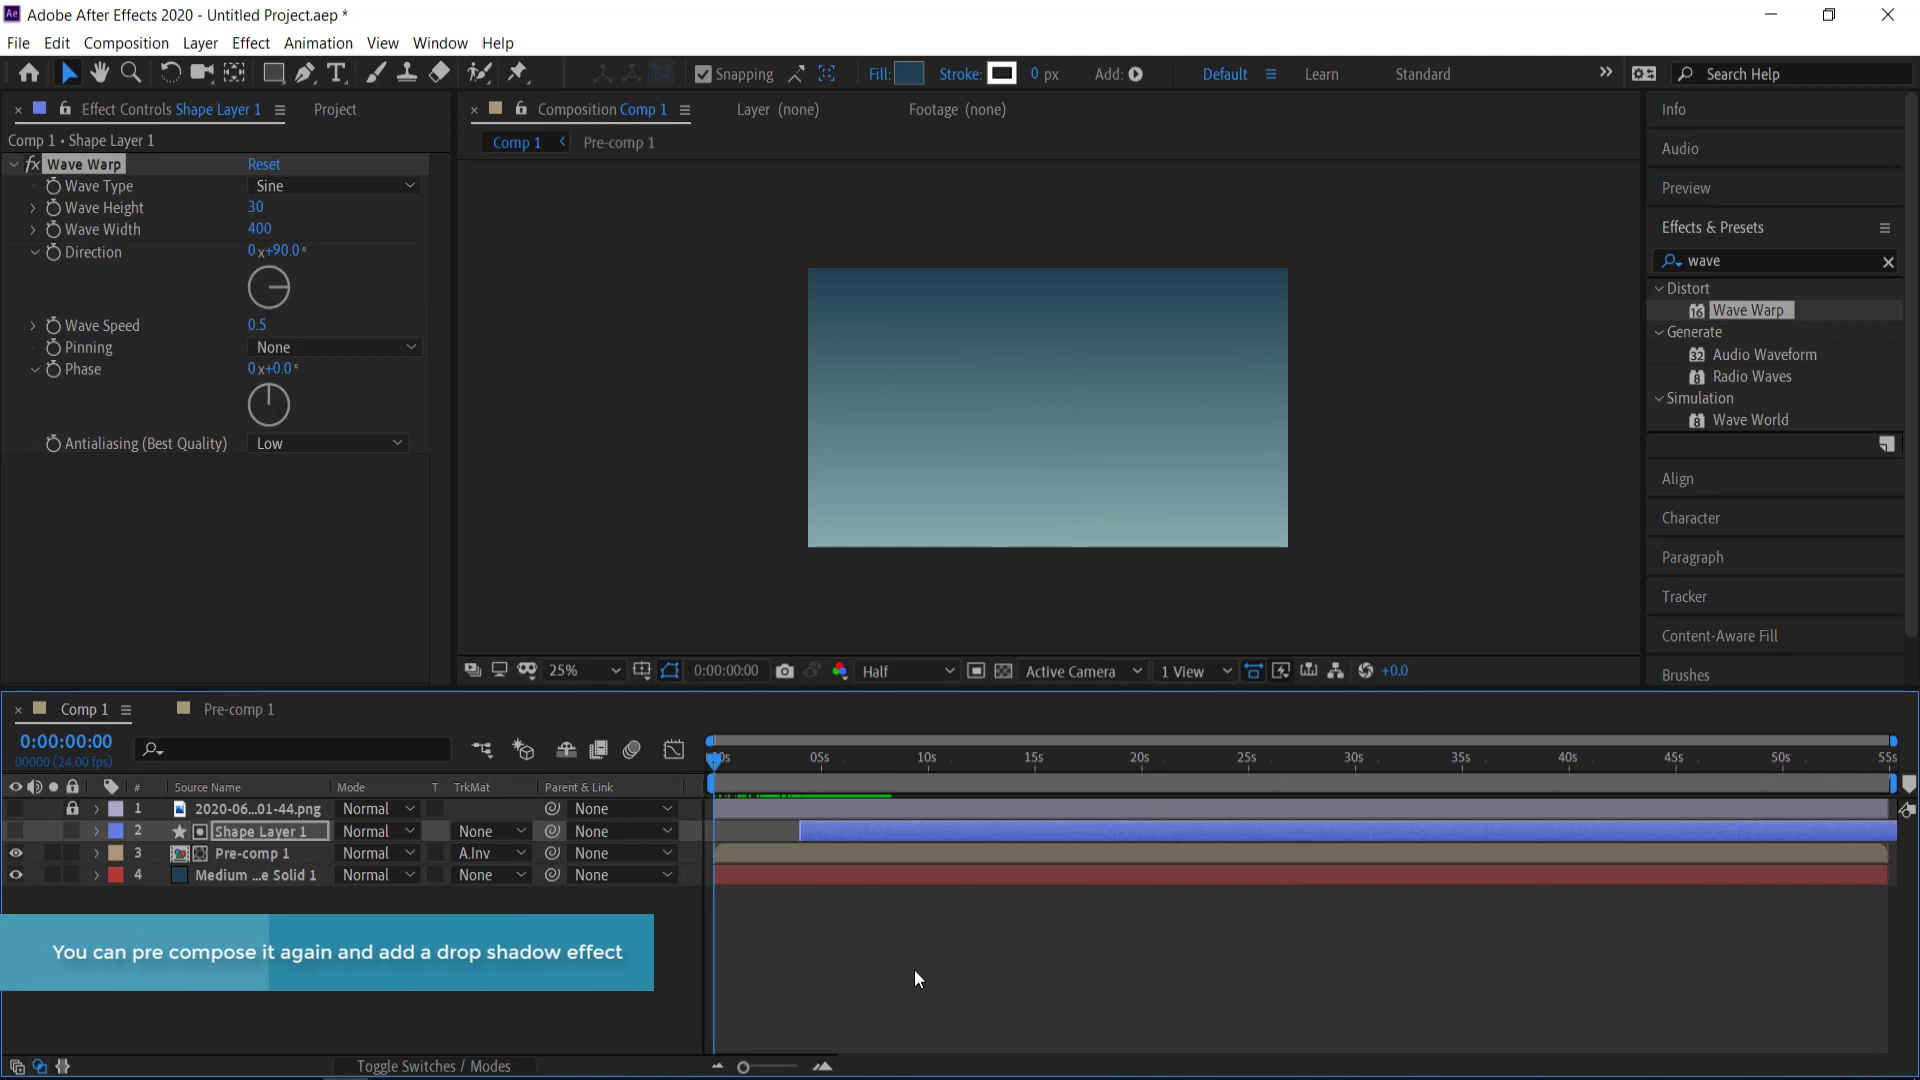 Adobe After Effects 2020 - Untitled Project.aep *
File Edit Composition Layer Effect Animation View Window Help
Snapping Fill: Stroke: 0 px Add: Default Learn Standard Search Help
Effect Controls Shape Layer 1 Project
Comp 1 • Shape Layer 1
fx Wave Warp Reset
Wave Type Sine
Wave Height 30
Wave Width 400
Direction 0 x+90.0 °
Wave Speed 0.5
Pinning None
Phase 0 x+0.0 °
Antialiasing (Best Quality) Low
Composition Comp 1 Layer (none) Footage (none)
Comp 1 Pre-comp 1
25% 0:00:00:00 Half Active Camera 1 View +0.0
Info
Audio
Preview
Effects & Presets
wave
Distort
16 Wave Warp
Generate
32 Audio Waveform
8 Radio Waves
Simulation
8 Wave World
Align
Character
Paragraph
Tracker
Content-Aware Fill
Brushes
Comp 1 Pre-comp 1
0:00:00:00
00000 (24.00 fps)
05s 10s 15s 20s 25s 30s 35s 40s 45s 50s 55s
# Source Name Mode T TrkMat Parent & Link
1 2020-06...01-44.png Normal None
2 Shape Layer 1 Normal None None
3 Pre-comp 1 Normal A.Inv None
4 Medium ...e Solid 1 Normal None None
You can pre compose it again and add a drop shadow effect
Toggle Switches / Modes